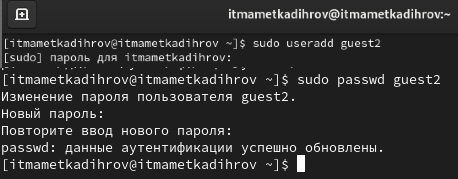 itmametkadihrov@itmametkadihrov:~
[itmametkadihrov@itmametkadihrov ~]$ sudo useradd guest2
[sudo] пароль для itmametkadihrov:
[itmametkadihrov@itmametkadihrov ~]$ sudo passwd guest2
Изменение пароля пользователя guest2.
Новый пароль:
Повторите ввод нового пароля:
passwd: данные аутентификации успешно обновлены.
[itmametkadihrov@itmametkadihrov ~]$